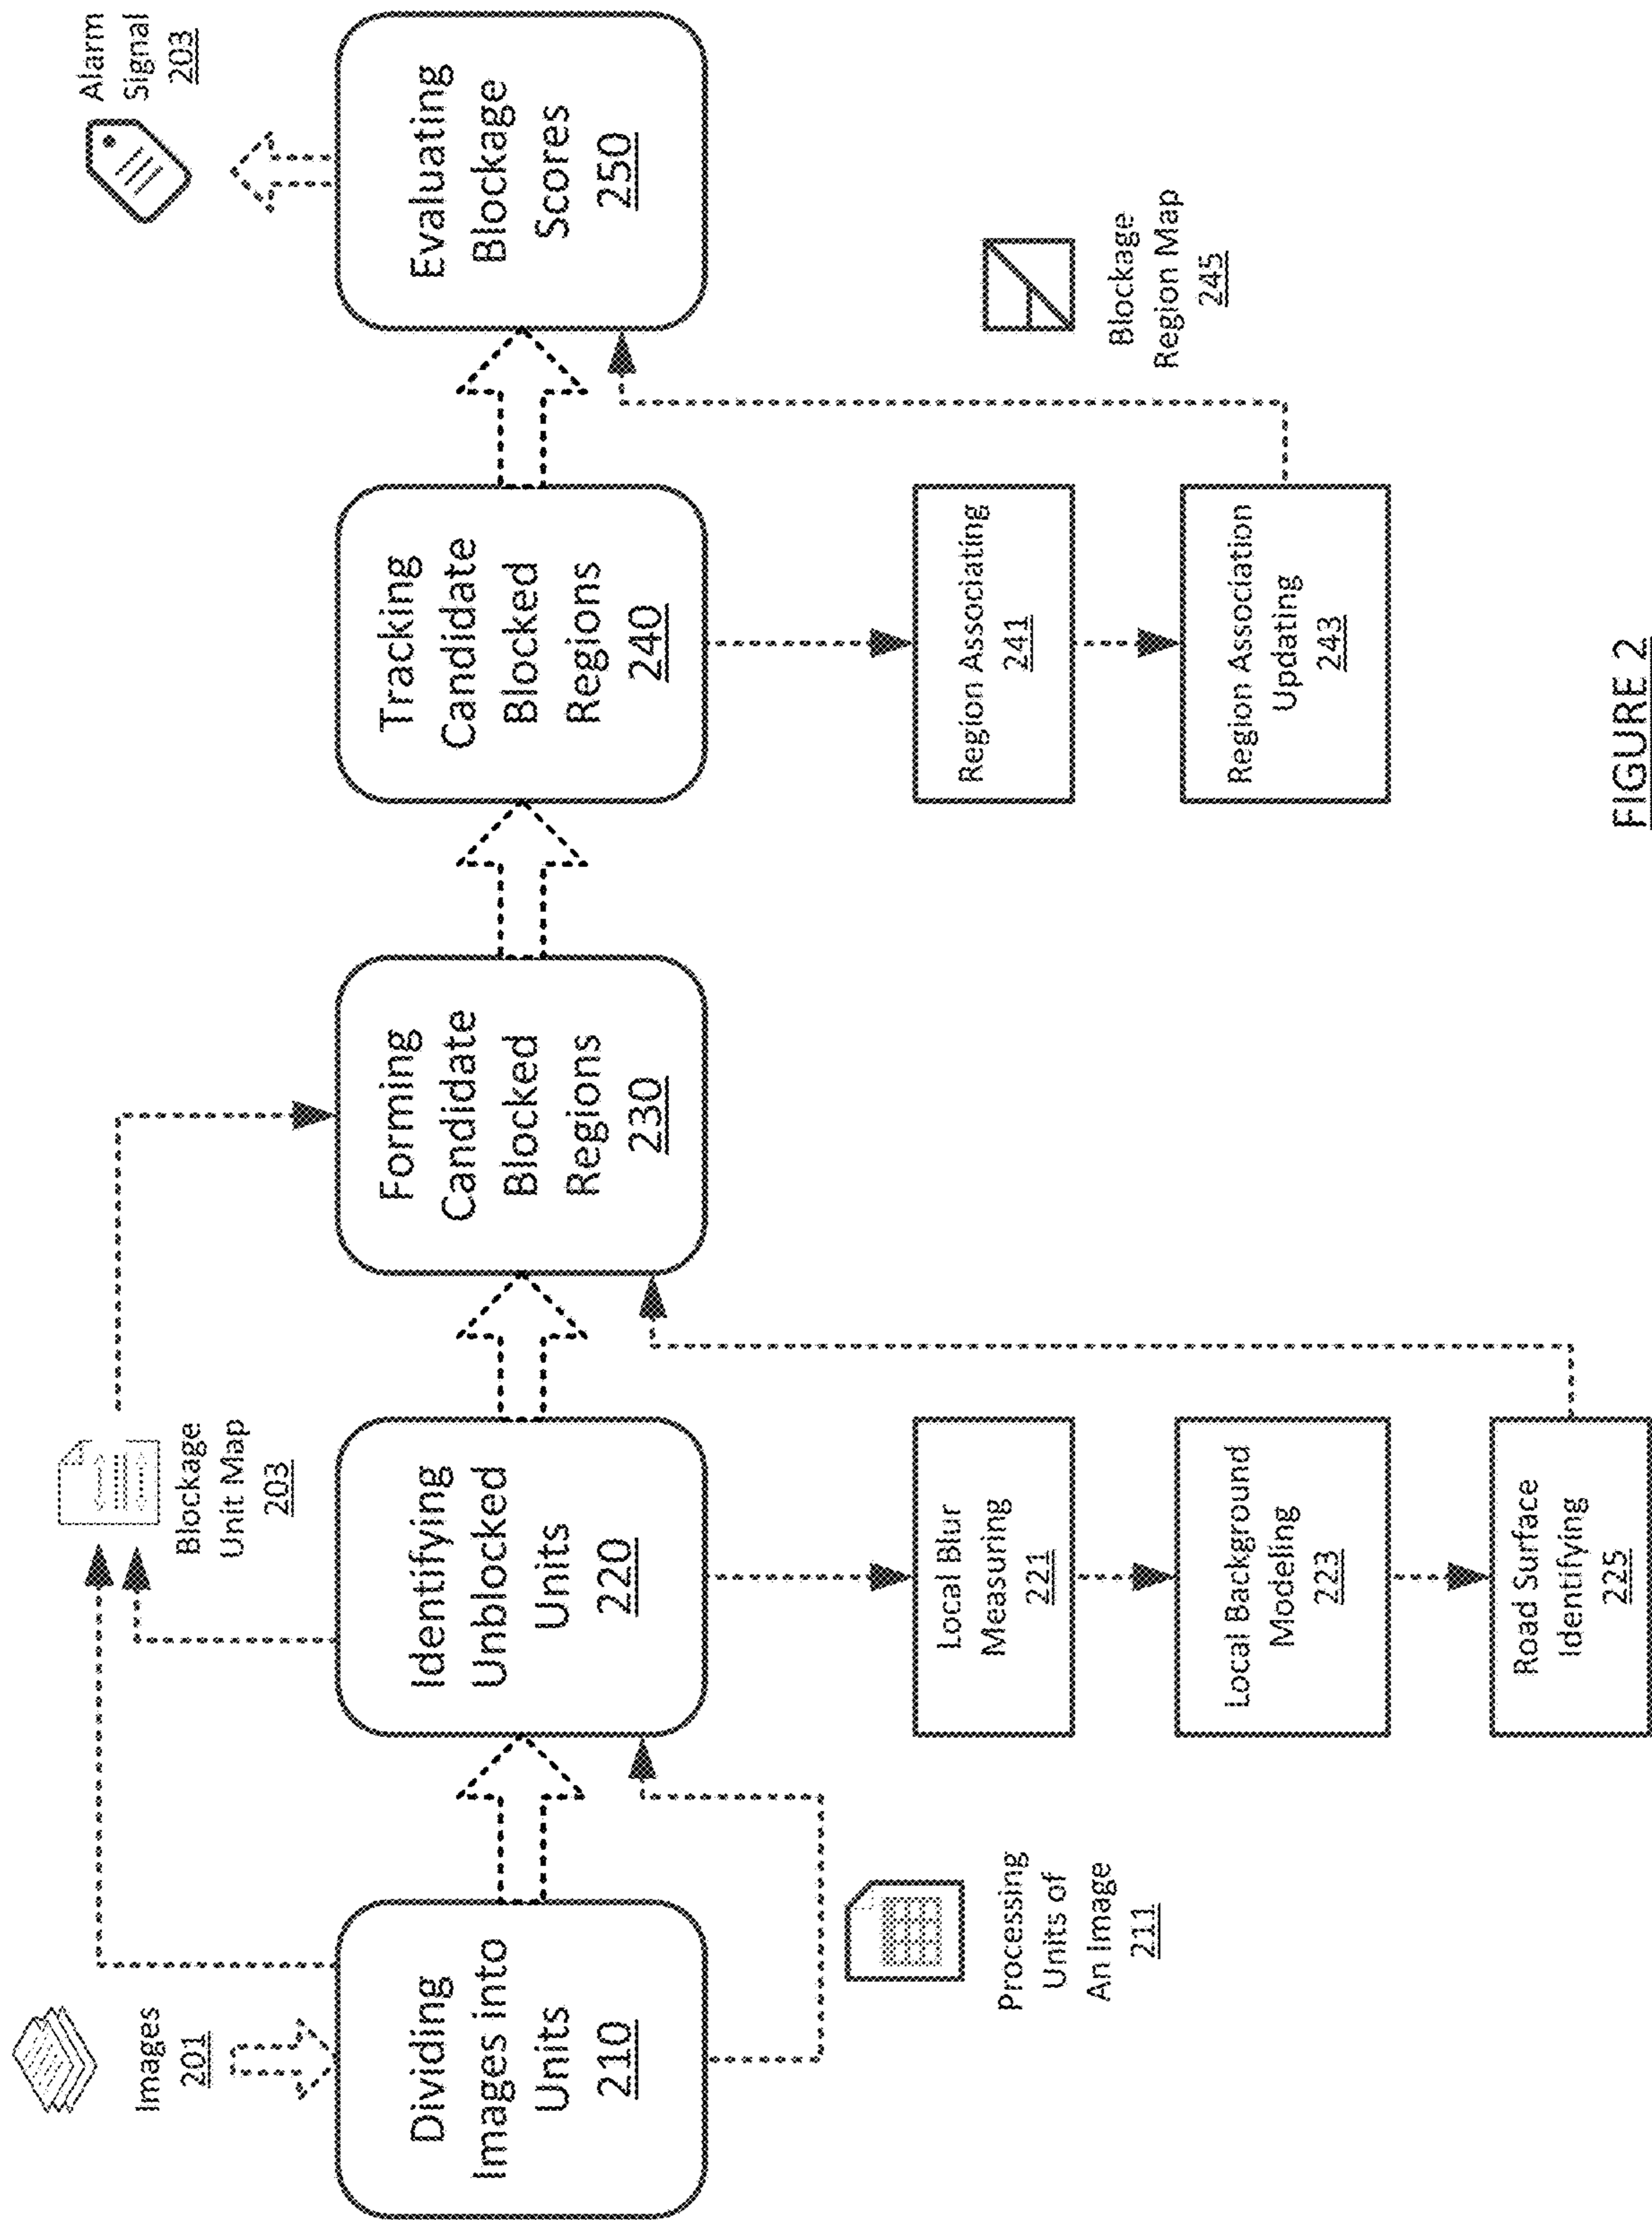 Images
201
Blockage
Unit Map
203
Alarm
Signal
203
Dividing
Images into
Units
210
Identifying
Unblocked
Units
220
Forming
Candidate
Blocked
Regions
230
Tracking
Candidate
Blocked
Regions
240
Evaluating
Blockage
Scores
250
Processing
Units of
An Image
211
Local Blur
Measuring
221
Local Background
Modeling
223
Road Surface
Identifying
225
Region Associating
241
Region Association
Updating
243
Blockage
Region Map
245
FIGURE 2